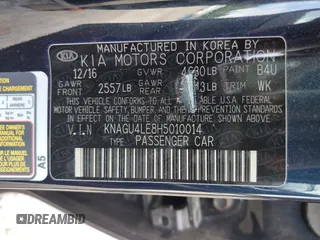 MANUFACTURED IN KOREA BY
KIA KIA MOTORS CORPORATION
12/16 GVWR PAINT B4U
GAWR GAWR
FRONT 2557LB TRIM WK
THIS VEHICLE CONFORMS TO ALL APPLICABLE
FEDERAL MOTOR VEHICLE SAFETY, BUMPER,
AND THEFT PREVENTION STANDARDS IN EFFECT
ON THE DATE OF MANUFACTURE SHOWN ABOVE.
V.I.N KNAGU4LE8H5010014
TYPE: PASSENGER CAR
A5
DREAMBID